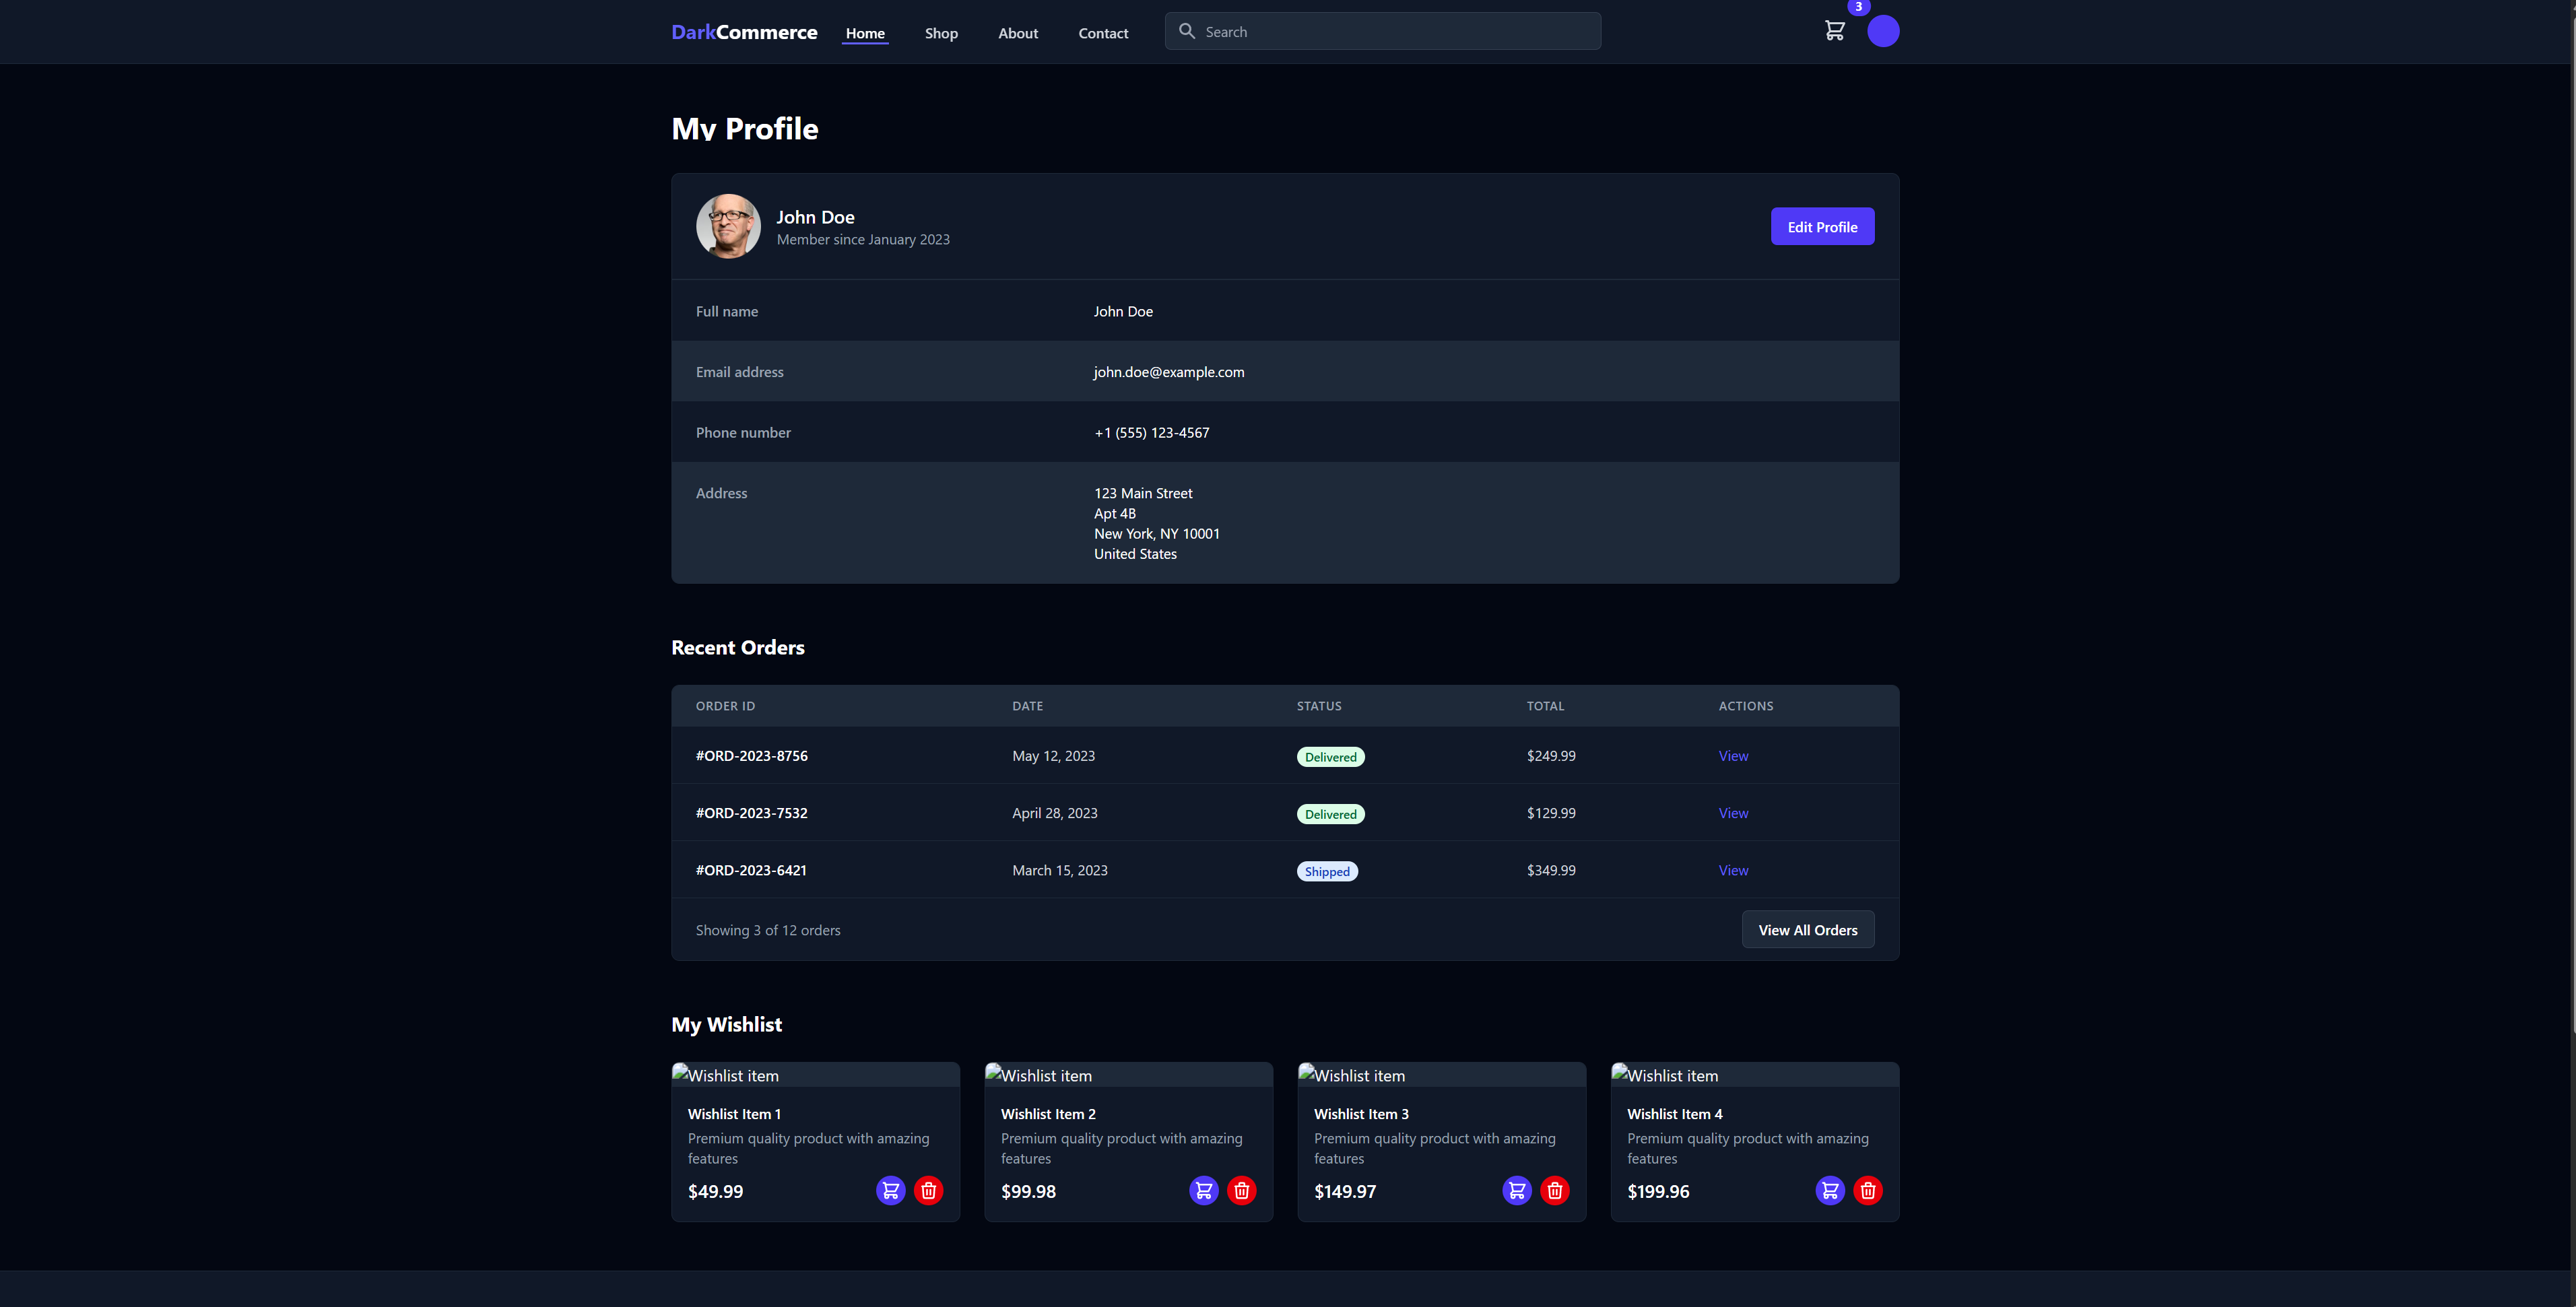 DarkCommerce Home Shop About Contact Search 3
My Profile
John Doe
Member since January 2023
Edit Profile
Full name John Doe
Email address john.doe@example.com
Phone number +1 (555) 123-4567
Address 123 Main Street
Apt 4B
New York, NY 10001
United States
Recent Orders
ORDER ID DATE STATUS TOTAL ACTIONS
#ORD-2023-8756 May 12, 2023 Delivered $249.99 View
#ORD-2023-7532 April 28, 2023 Delivered $129.99 View
#ORD-2023-6421 March 15, 2023 Shipped $349.99 View
Showing 3 of 12 orders View All Orders
My Wishlist
Wishlist item
Wishlist Item 1
Premium quality product with amazing
features
$49.99
Wishlist item
Wishlist Item 2
Premium quality product with amazing
features
$99.98
Wishlist item
Wishlist Item 3
Premium quality product with amazing
features
$149.97
Wishlist item
Wishlist Item 4
Premium quality product with amazing
features
$199.96